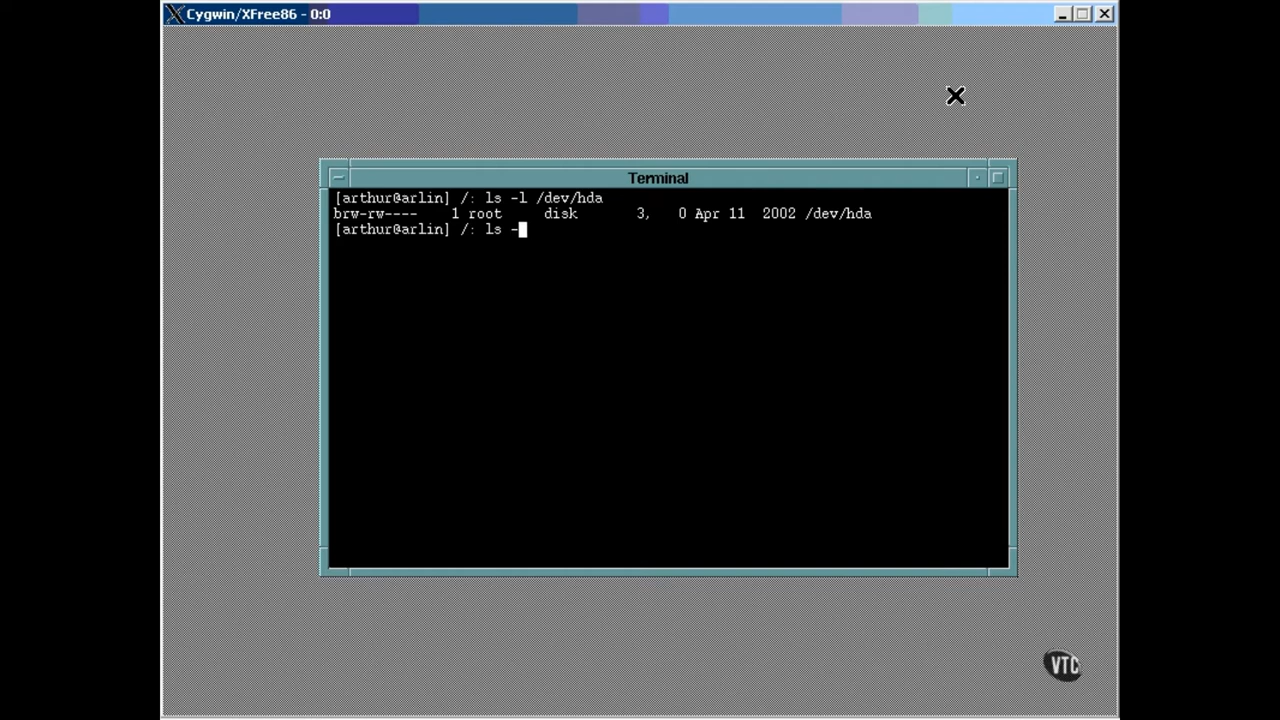 Cygwin/XFree86 - 0:0
Terminal
[arthur@arlin] /: ls -l /dev/hda
brw-rw---- 1 root disk 3, 0 Apr 11 2002 /dev/hda
[arthur@arlin] /: ls -
VTC